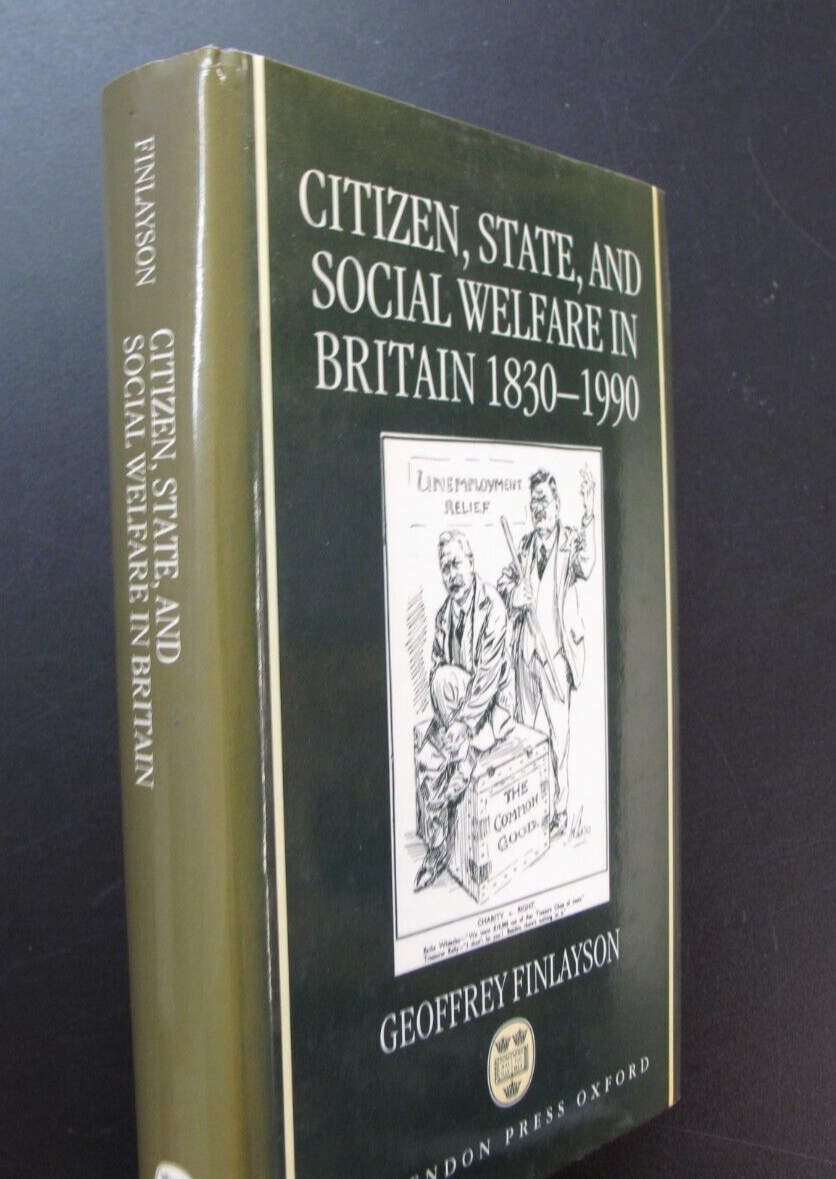 FINLAYSON
CITIZEN, STATE, AND
SOCIAL WELFARE IN BRITAIN
CITIZEN, STATE, AND
SOCIAL WELFARE IN
BRITAIN 1830–1990
UNEMPLOYMENT
RELIEF
THE
COMMON
GOOD.
CHARITY v. RIGHT.
GEOFFREY FINLAYSON
NDON PRESS OXFORD